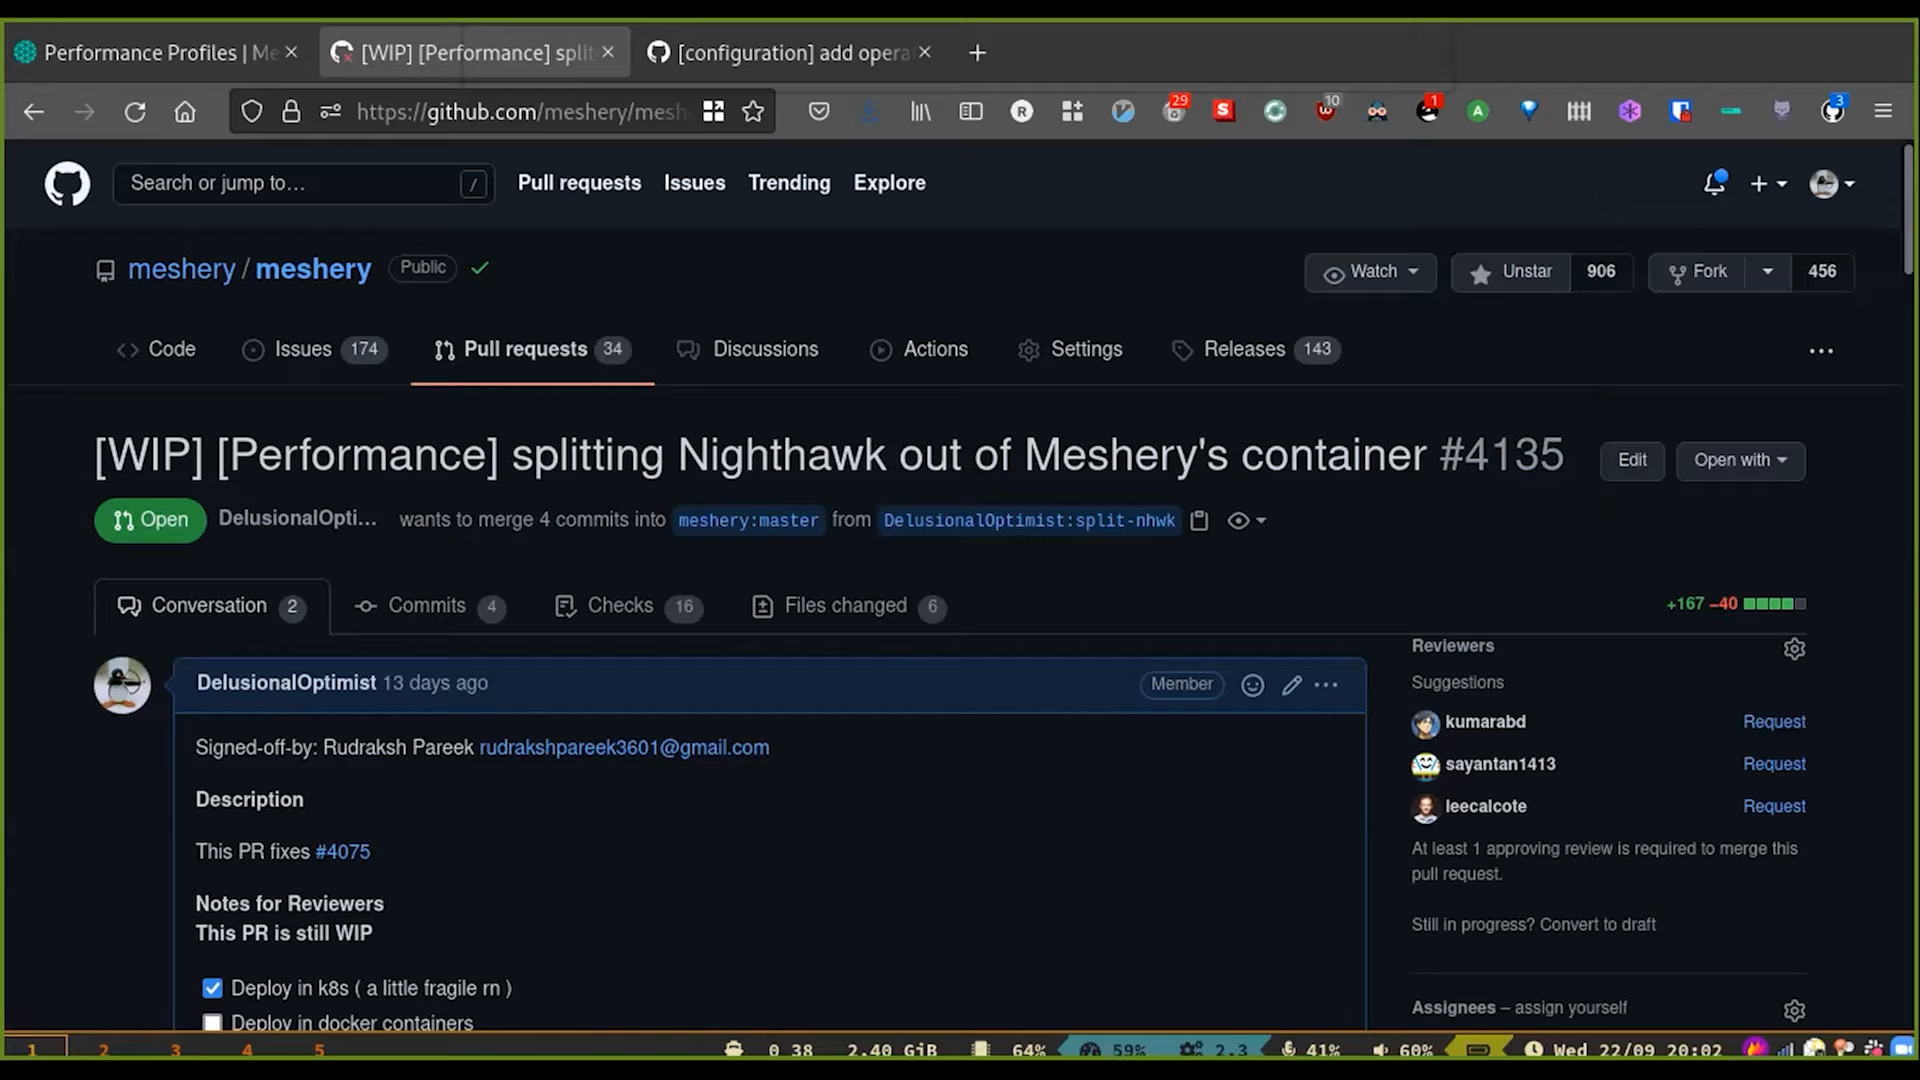 Performance Profiles | Me
[WIP] [Performance] split
[configuration] add opera
https://github.com/meshery/mesh
29
10
1
3
Search or jump to…
/
Pull requests
Issues
Trending
Explore
meshery / meshery
Public
Watch
Unstar
906
Fork
456
Code
Issues 174
Pull requests 34
Discussions
Actions
Settings
Releases 143
[WIP] [Performance] splitting Nighthawk out of Meshery's container #4135
Edit
Open with
Open
DelusionalOpti… wants to merge 4 commits into meshery:master from DelusionalOptimist:split-nhwk
Conversation 2
Commits 4
Checks 16
Files changed 6
+167 −40
DelusionalOptimist 13 days ago
Member
Signed-off-by: Rudraksh Pareek rudrakshpareek3601@gmail.com
Description
This PR fixes #4075
Notes for Reviewers
This PR is still WIP
Deploy in k8s ( a little fragile rn )
Deploy in docker containers
Reviewers
Suggestions
kumarabd Request
sayantan1413 Request
leecalcote Request
At least 1 approving review is required to merge this
pull request.
Still in progress? Convert to draft
Assignees – assign yourself
1 2 3 4 5
0 38 2.40 GiB 64% 59% 2.3 41% 60% Wed 22/09 20:02